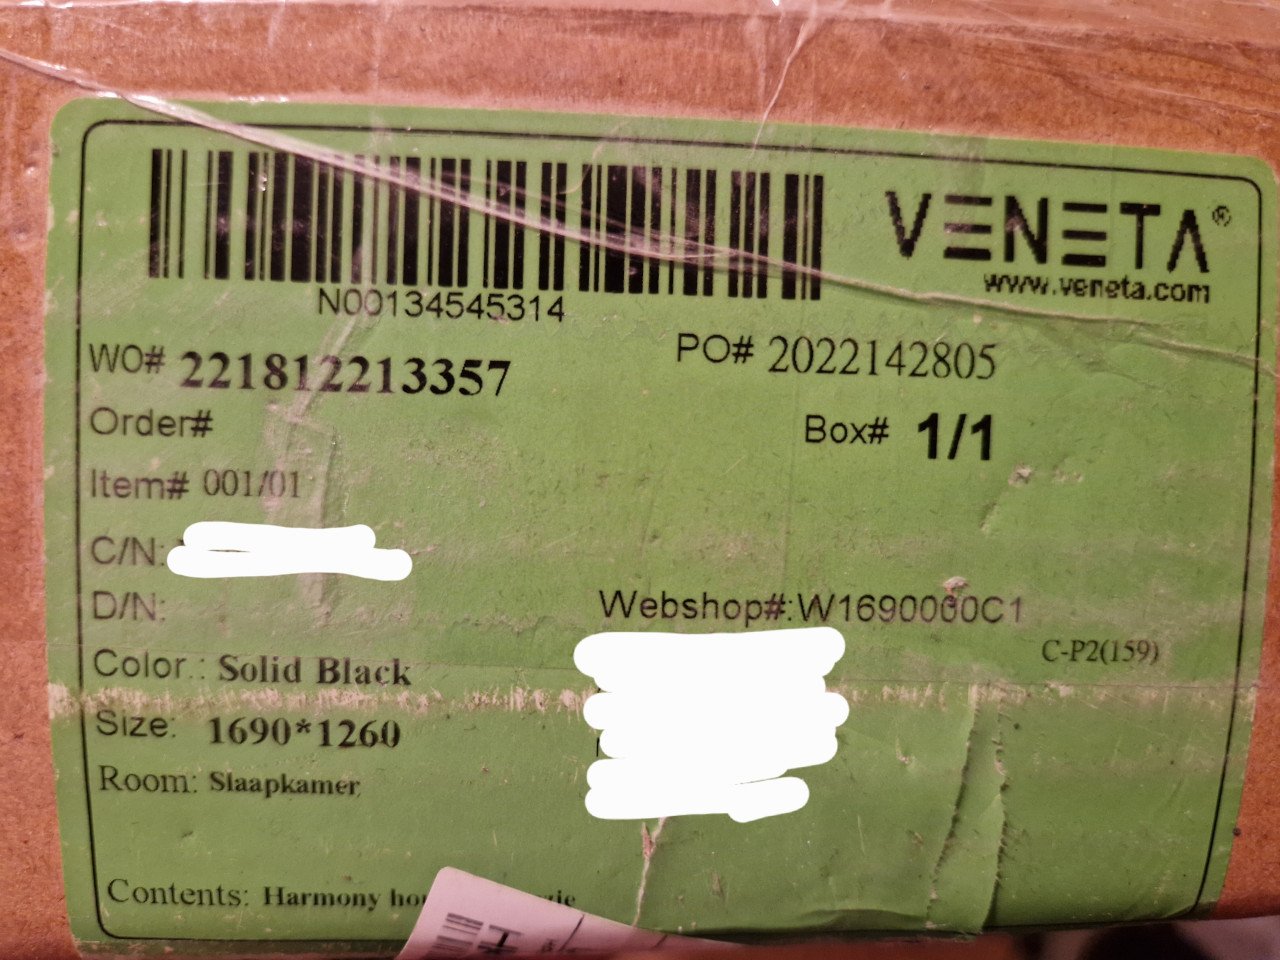 VENETA®
www.veneta.com
N00134545314
WO# 221812213357
PO# 2022142805
Order#
Box# 1/1
Item# 001/01
C/N:
D/N:
Webshop#:W1690000C1
C-P2(159)
Color.: Solid Black
Size: 1690*1260
Room: Slaapkamer
Contents: Harmony